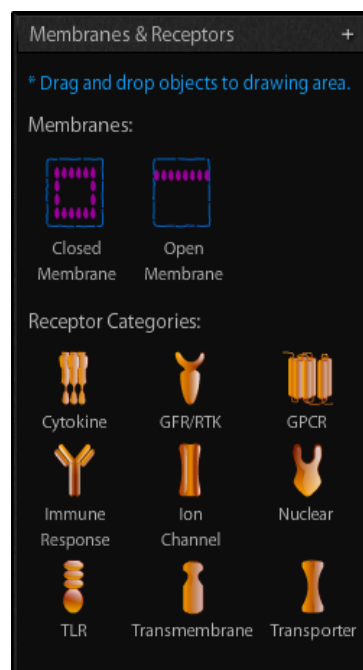 Membranes & Receptors +
* Drag and drop objects to drawing area.
Membranes:
Closed Membrane
Open Membrane
Receptor Categories:
Cytokine GFR/RTK GPCR
Immune Response
Ion Channel
Nuclear
TLR Transmembrane Transporter